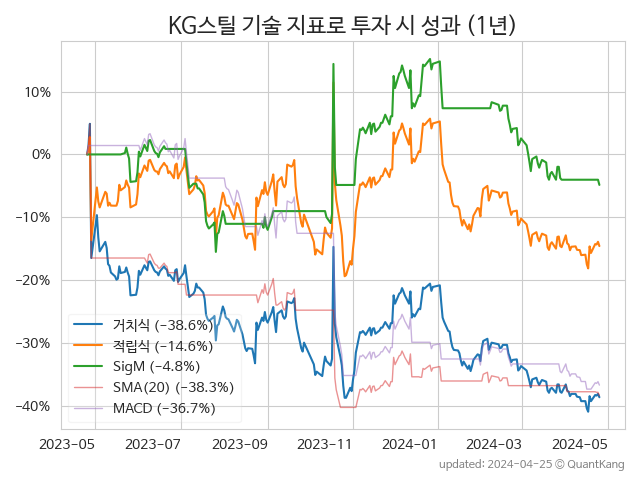 KG스틸 기술 지표로 투자 시 성과 (1년)
10%
0%
−10%
−20%
−30%
−40%
거치식 (−38.6%)
적립식 (−14.6%)
SigM (−4.8%)
SMA(20) (−38.3%)
MACD (−36.7%)
2023−05 2023−07 2023−09 2023−11 2024−01 2024−03 2024−05
updated: 2024−04−25 © QuantKang